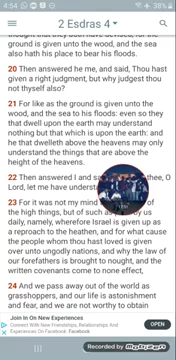 4:54
2 Esdras 4
ground is given unto the wood, and the sea
also hath his place to bear his floods.
20 Then answered he me, and said, Thou hast
given a right judgment, but why judgest thou
not thyself also?
21 For like as the ground is given unto the
wood, and the sea to his floods: even so they
that dwell upon the earth may understand
nothing but that which is upon the earth: and
he that dwelleth above the heavens may only
understand the things that are above the
height of the heavens.
22 Then answered I and thee, O
Lord, let me have
23 For it was not my mind
the high things, but of such as us
daily, namely, wherefore Israel is given up as
a reproach to the heathen, and for what cause
the people whom thou hast loved is given
over unto ungodly nations, and why the law of
our forefathers is brought to nought, and the
written covenants come to none effect,
24 And we pass away out of the world as
grasshoppers, and our life is astonishment
and fear, and we are not worthy to obtain
Join In On New Experiences
Connect With New Friendships, Relationships And
Experiences On Facebook. Facebook
OPEN
RECORDED BY